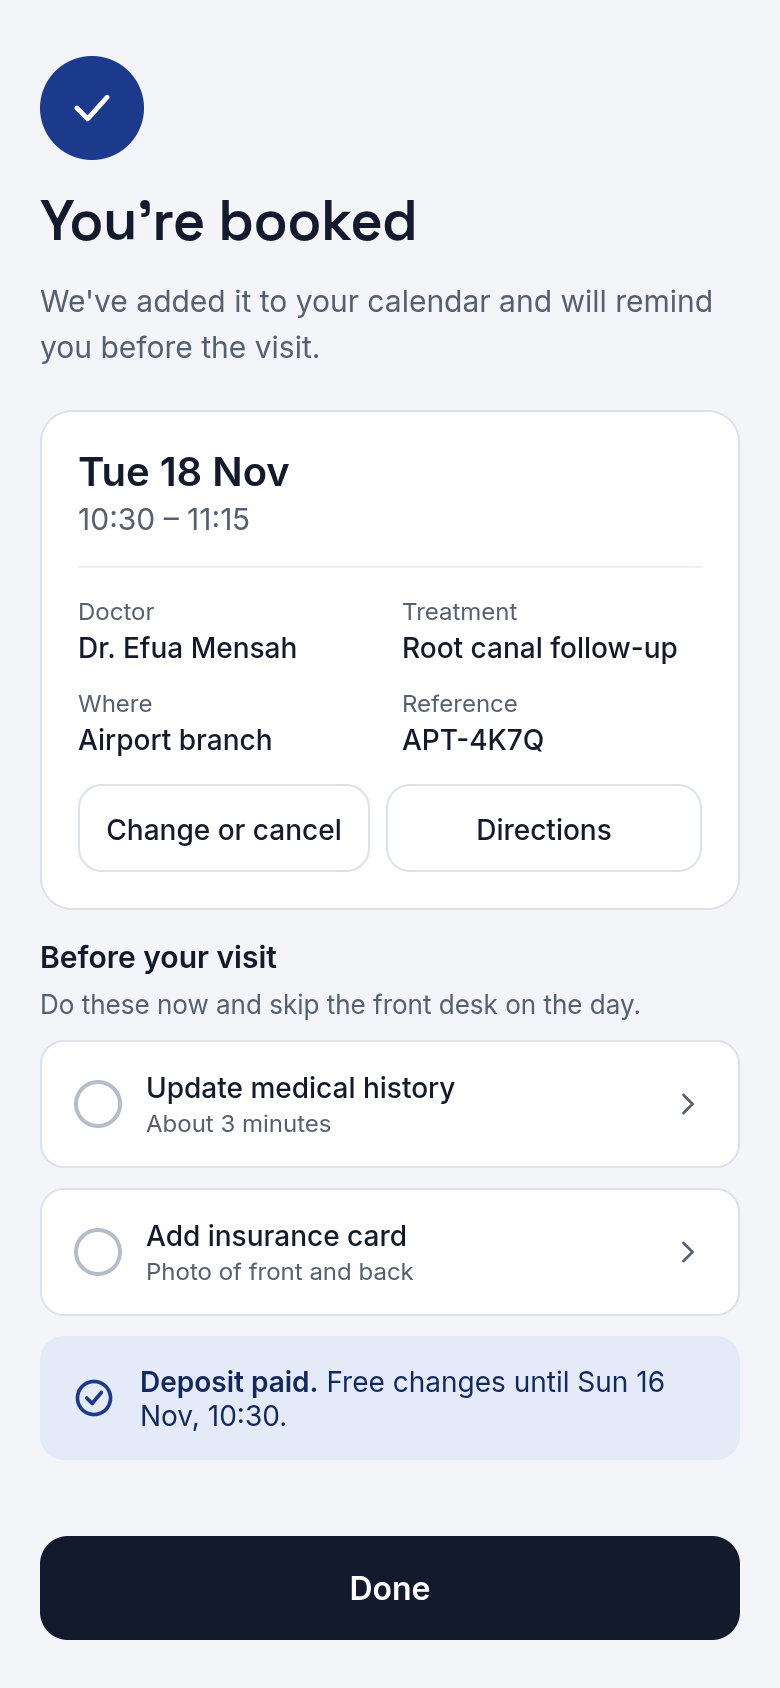 You’re booked
We've added it to your calendar and will remind
you before the visit.
Tue 18 Nov
10:30 – 11:15
Doctor
Dr. Efua Mensah
Treatment
Root canal follow-up
Where
Airport branch
Reference
APT-4K7Q
Change or cancel
Directions
Before your visit
Do these now and skip the front desk on the day.
Update medical history
About 3 minutes
Add insurance card
Photo of front and back
Deposit paid. Free changes until Sun 16
Nov, 10:30.
Done